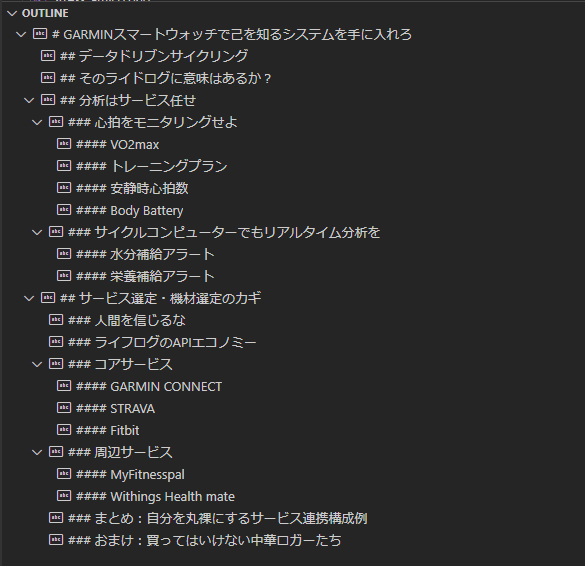 OUTLINE
# GARMINスマートウォッチで己を知るシステムを手に入れろ
## データドリブンサイクリング
## そのライドログに意味はあるか？
## 分析はサービス任せ
### 心拍をモニタリングせよ
#### VO2max
#### トレーニングプラン
#### 安静時心拍数
#### Body Battery
### サイクルコンピューターでもリアルタイム分析を
#### 水分補給アラート
#### 栄養補給アラート
## サービス選定・機材選定のカギ
### 人間を信じるな
### ライフログのAPIエコノミー
### コアサービス
#### GARMIN CONNECT
#### STRAVA
#### Fitbit
### 周辺サービス
#### MyFitnesspal
#### Withings Health mate
### まとめ：自分を丸裸にするサービス連携構成例
### おまけ：買ってはいけない中華ロガーたち